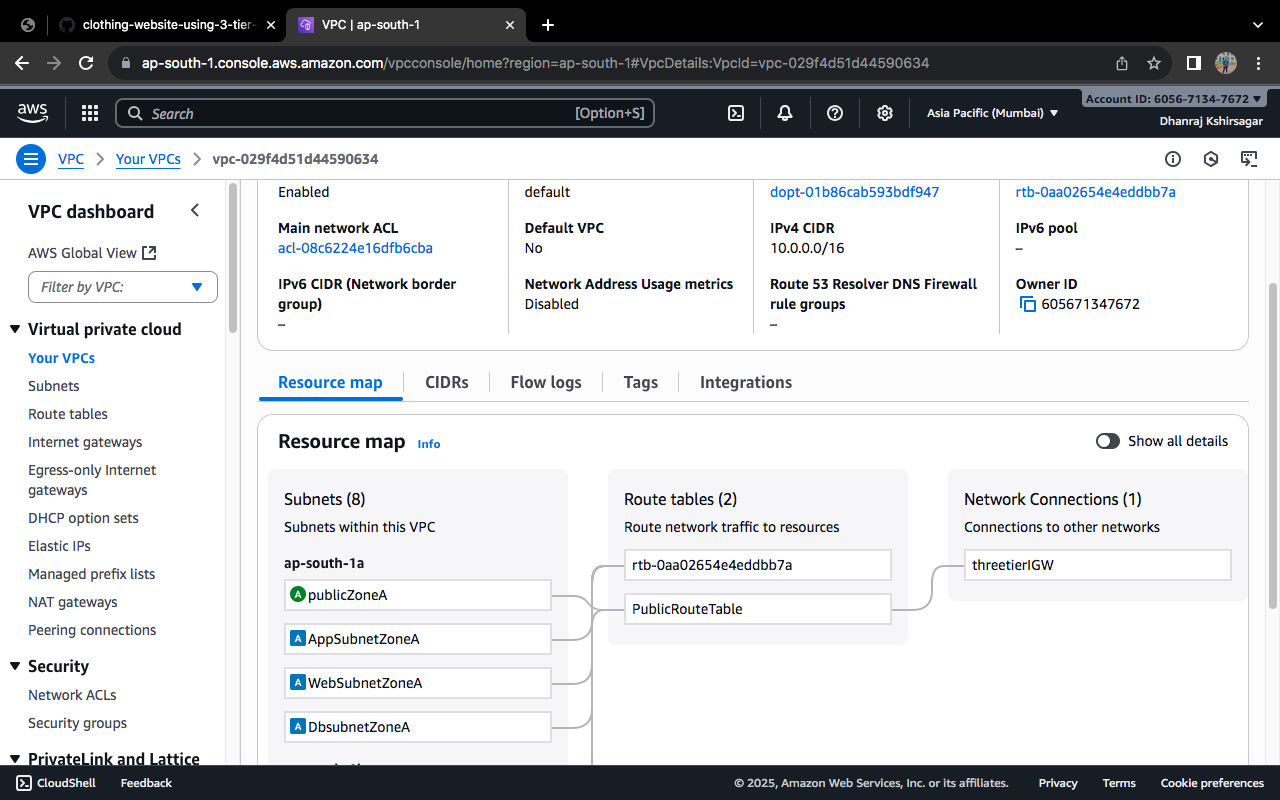 clothing-website-using-3-tier-
VPC | ap-south-1
ap-south-1.console.aws.amazon.com/vpcconsole/home?region=ap-south-1#VpcDetails:VpcId=vpc-029f4d51d44590634
aws
Search
[Option+S]
Asia Pacific (Mumbai)
Account ID: 6056-7134-7672
Dhanraj Kshirsagar
VPC
Your VPCs
vpc-029f4d51d44590634
VPC dashboard
AWS Global View
Filter by VPC:
Virtual private cloud
Your VPCs
Subnets
Route tables
Internet gateways
Egress-only Internet
gateways
DHCP option sets
Elastic IPs
Managed prefix lists
NAT gateways
Peering connections
Security
Network ACLs
Security groups
PrivateLink and Lattice
Enabled
default
dopt-01b86cab593bdf947
rtb-0aa02654e4eddbb7a
Main network ACL
acl-08c6224e16dfb6cba
Default VPC
No
IPv4 CIDR
10.0.0.0/16
IPv6 pool
–
IPv6 CIDR (Network border
group)
–
Network Address Usage metrics
Disabled
Route 53 Resolver DNS Firewall
rule groups
–
Owner ID
605671347672
Resource map
CIDRs
Flow logs
Tags
Integrations
Resource map
Info
Show all details
Subnets (8)
Subnets within this VPC
ap-south-1a
A publicZoneA
A AppSubnetZoneA
A WebSubnetZoneA
A DbsubnetZoneA
Route tables (2)
Route network traffic to resources
rtb-0aa02654e4eddbb7a
PublicRouteTable
Network Connections (1)
Connections to other networks
threetierIGW
CloudShell
Feedback
© 2025, Amazon Web Services, Inc. or its affiliates.
Privacy
Terms
Cookie preferences